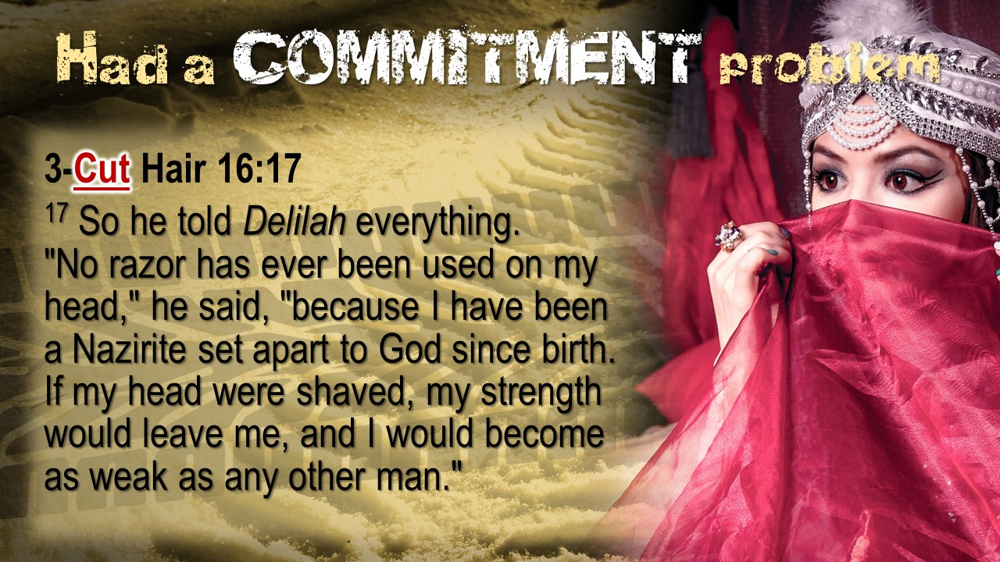 Had a COMMITMENT problem
3-Cut Hair 16:17
17 So he told Delilah everything.
"No razor has ever been used on my
head," he said, "because I have been
a Nazirite set apart to God since birth.
If my head were shaved, my strength
would leave me, and I would become
as weak as any other man."